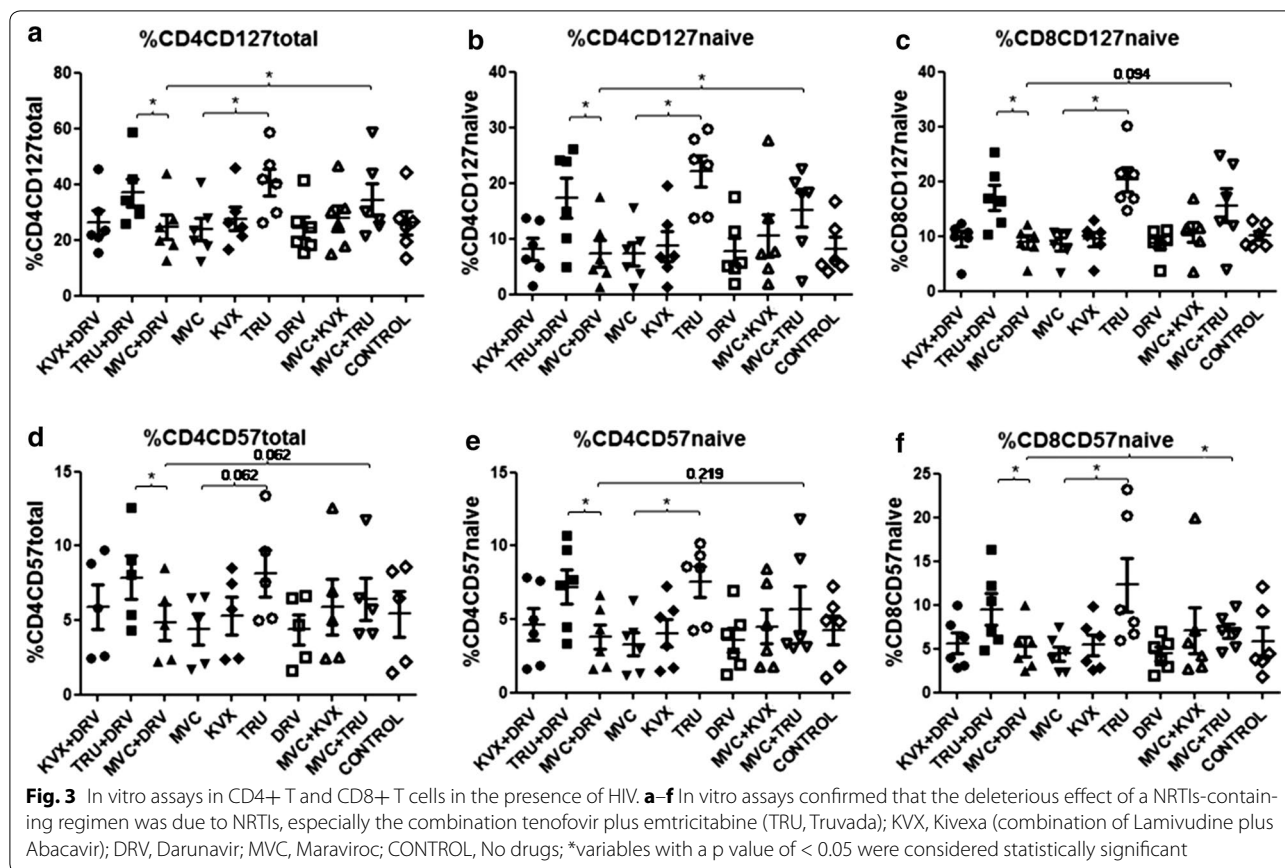 a
%CD4CD127total
%CD4CD127total
80
60
40
20
0
*
*
*
KVX+DRV
TRU+DRV
MVC+DRV
MVC
KVX
TRU
DRV
MVC+KVX
MVC+TRU
CONTROL
b
%CD4CD127naive
%CD4CD127naive
40
30
20
10
0
*
*
*
KVX+DRV
TRU+DRV
MVC+DRV
MVC
KVX
TRU
DRV
MVC+KVX
MVC+TRU
CONTROL
c
%CD8CD127naive
%CD8CD127naive
40
30
20
10
0
*
*
0.094
KVX+DRV
TRU+DRV
MVC+DRV
MVC
KVX
TRU
DRV
MVC+KVX
MVC+TRU
CONTROL
d
%CD4CD57total
%CD4CD57total
15
10
5
0
*
0.062
0.062
KVX+DRV
TRU+DRV
MVC+DRV
MVC
KVX
TRU
DRV
MVC+KVX
MVC+TRU
CONTROL
e
%CD4CD57naive
%CD4CD57naive
15
10
5
0
*
*
0.219
KVX+DRV
TRU+DRV
MVC+DRV
MVC
KVX
TRU
DRV
MVC+KVX
MVC+TRU
CONTROL
f
%CD8CD57naive
%CD8CD57naive
25
20
15
10
5
0
*
*
*
KVX+DRV
TRU+DRV
MVC+DRV
MVC
KVX
TRU
DRV
MVC+KVX
MVC+TRU
CONTROL
Fig. 3 In vitro assays in CD4+ T and CD8+ T cells in the presence of HIV. a–f In vitro assays confirmed that the deleterious effect of a NRTIs-contain-
ing regimen was due to NRTIs, especially the combination tenofovir plus emtricitabine (TRU, Truvada); KVX, Kivexa (combination of Lamivudine plus
Abacavir); DRV, Darunavir; MVC, Maraviroc; CONTROL, No drugs; *variables with a p value of < 0.05 were considered statistically significant